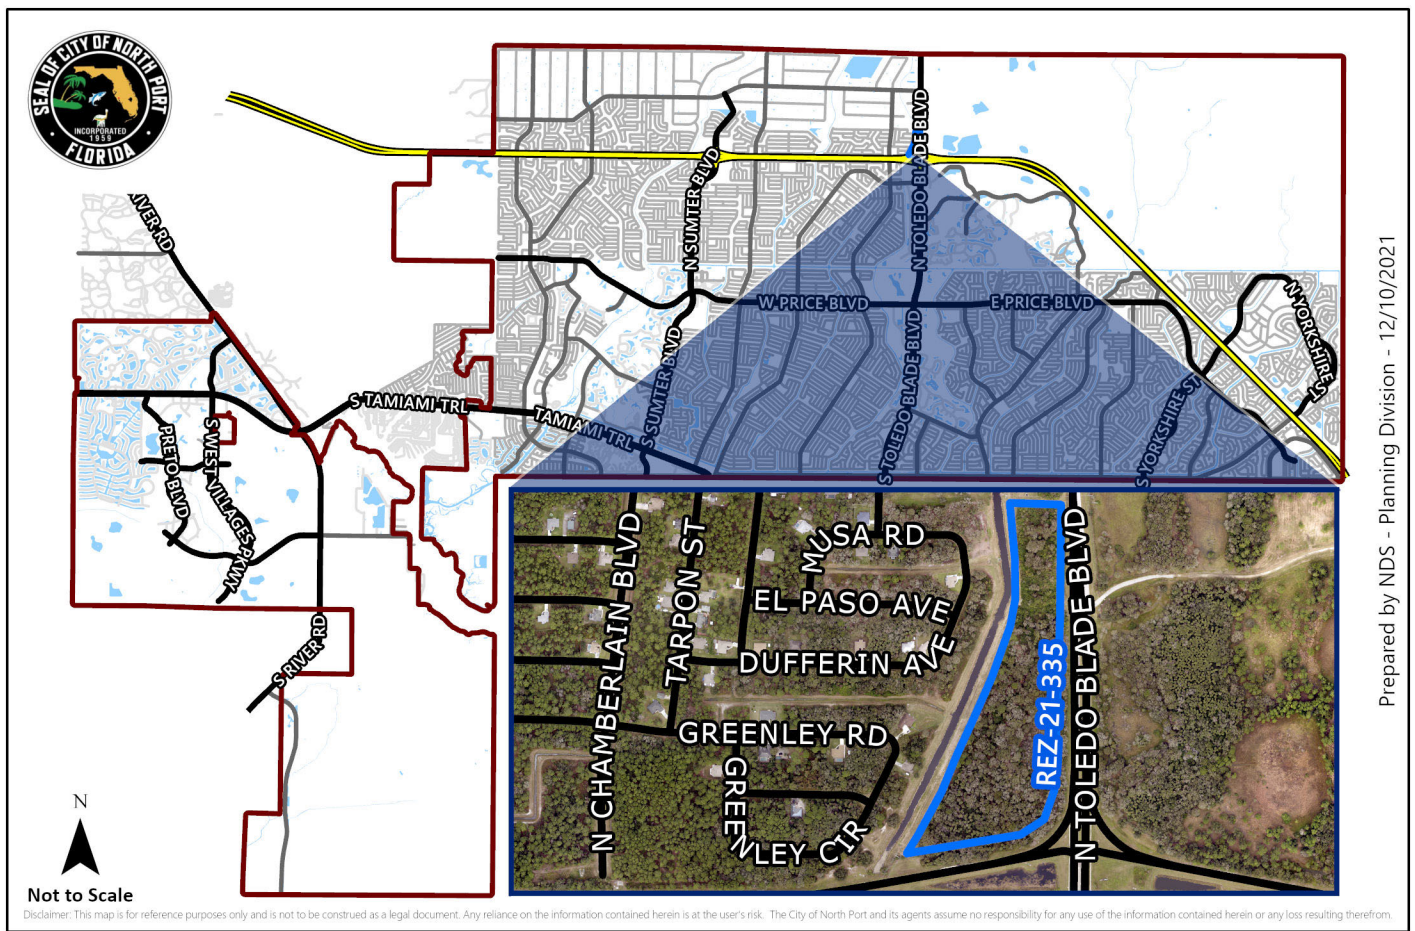 SEAL OF CITY OF NORTH PORT
INCORPORATED
1959
FLORIDA
N TOLEDO BLADE BLVD
N SUMTER BLVD
N TOLEDO BLADE BLVD
RIVER RD
W PRICE BLVD
E PRICE BLVD
N YORKSHIRE ST
S TAMIAMI TRL
TAMIAMI TRL
S SUMTER BLVD
S TOLEDO BLADE BLVD
S YORKSHIRE ST
PRETO BLVD
S WEST VILLAGES PKWY
S RIVER RD
N CHAMBERLAIN BLVD
TARPON ST
MUSA RD
EL PASO AVE
DUFFERIN AVE
GREENLEY RD
GREENLEY CIR
REZ-21-335
N TOLEDO BLADE BLVD
N
Not to Scale
Prepared by NDS - Planning Division - 12/10/2021
Disclaimer: This map is for reference purposes only and is not to be construed as a legal document. Any reliance on the information contained herein is at the user's risk. The City of North Port and its agents assume no responsibility for any use of the information contained herein or any loss resulting therefrom.